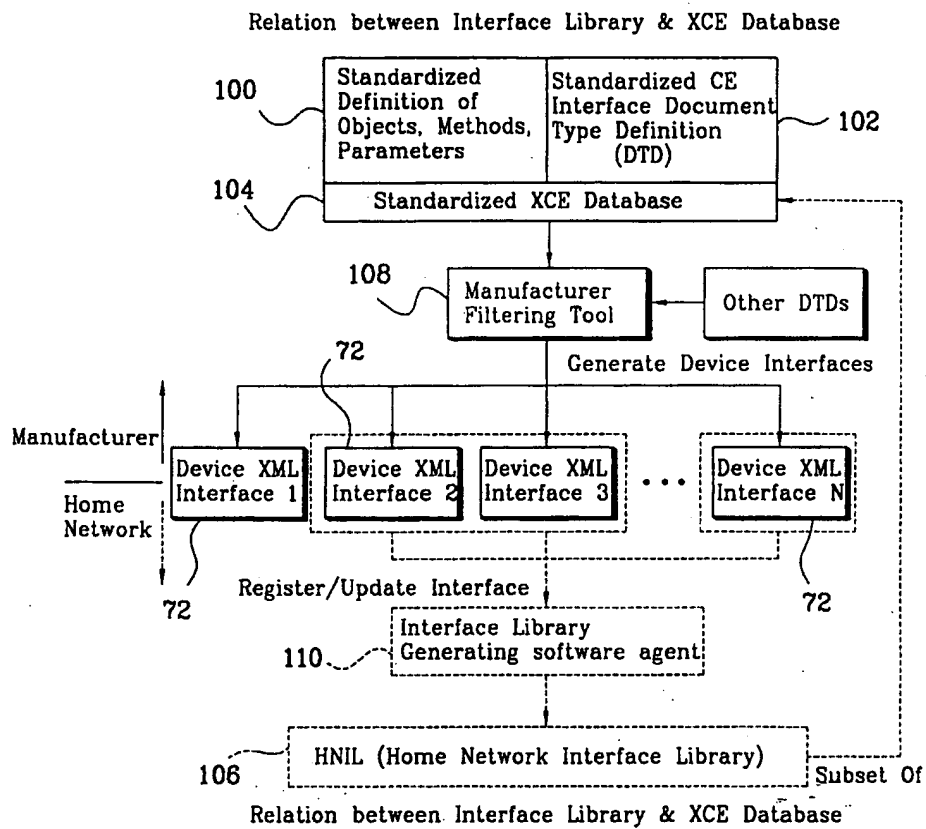 Relation between Interface Library & XCE Database
100
Standardized
Definition of
Objects, Methods,
Parameters
Standardized CE
Interface Document
Type Definition
(DTD)
102
104
Standardized XCE Database
108
Manufacturer
Filtering Tool
Other DTDs
Generate Device Interfaces
72
Manufacturer
Home
Network
Device XML
Interface 1
Device XML
Interface 2
Device XML
Interface 3
Device XML
Interface N
72
72
Register/Update Interface
Interface Library
Generating software agent
110
HNIL (Home Network Interface Library)
106
Subset Of
Relation between Interface Library & XCE Database